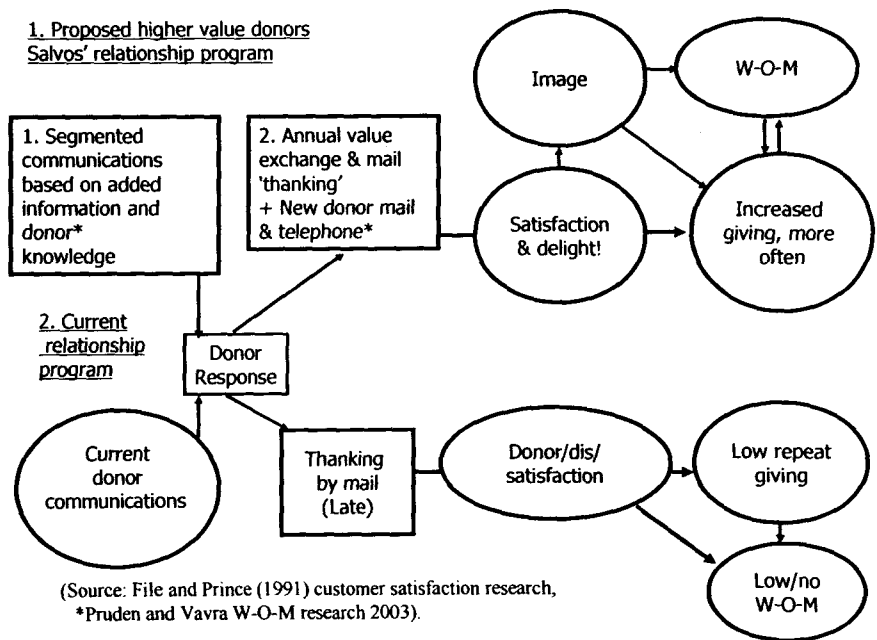 1. Proposed higher value donors
Salvos' relationship program
Image
W-O-M
1. Segmented
communications
based on added
information and
donor*
knowledge
2. Annual value
exchange & mail
'thanking'
+ New donor mail
& telephone*
Satisfaction
& delight!
Increased
giving, more
often
2. Current
relationship
program
Donor
Response
Current
donor
communications
Thanking
by mail
(Late)
Donor/dis/
satisfaction
Low repeat
giving
Low/no
W-O-M
(Source: File and Prince (1991) customer satisfaction research,
*Pruden and Vavra W-O-M research 2003).